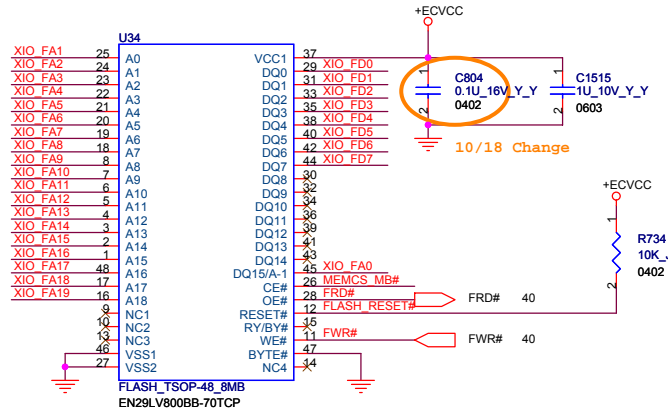 +ECVCC
U34
XIO_FA1 25 A0 VCC1 37
XIO_FA2 24 A1 DQ0 29 XIO_FD0
XIO_FA3 23 A2 DQ1 31 XIO_FD1
XIO_FA4 22 A3 DQ2 33 XIO_FD2
XIO_FA5 21 A4 DQ3 35 XIO_FD3
XIO_FA6 20 A5 DQ4 38 XIO_FD4
XIO_FA7 19 A6 DQ5 40 XIO_FD5
XIO_FA8 18 A7 DQ6 42 XIO_FD6
XIO_FA9 8 A8 DQ7 44 XIO_FD7
XIO_FA10 7 A9 DQ8 30
XIO_FA11 6 A10 DQ9 32
XIO_FA12 5 A11 DQ10 34
XIO_FA13 4 A12 DQ11 36
XIO_FA14 3 A13 DQ12 39
XIO_FA15 2 A14 DQ13 41
XIO_FA16 1 A15 DQ14 43
XIO_FA17 48 A16 DQ15/A-1 45 XIO_FA0
XIO_FA18 17 A17 CE# 26 MEMCS_MB#
XIO_FA19 16 A18 OE# 28 FRD# FRD# 40
9 NC1 RESET# 12 FLASH_RESET#
10 NC2 RY/BY# 15
13 NC3 WE# 11 FWR# FWR# 40
46 VSS1 BYTE# 47
27 VSS2 NC4 14
FLASH_TSOP-48_8MB
EN29LV800BB-70TCP
1
C804
0.1U_16V_Y_Y
0402
2
1
C1515
1U_10V_Y_Y
0603
2
10/18 Change
+ECVCC
1
R734
10K_J
0402
2